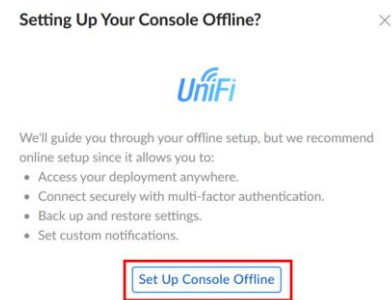 Setting Up Your Console Offline?
UniFi
We'll guide you through your offline setup, but we recommend
online setup since it allows you to:
• Access your deployment anywhere.
• Connect securely with multi-factor authentication.
• Back up and restore settings.
• Set custom notifications.
Set Up Console Offline